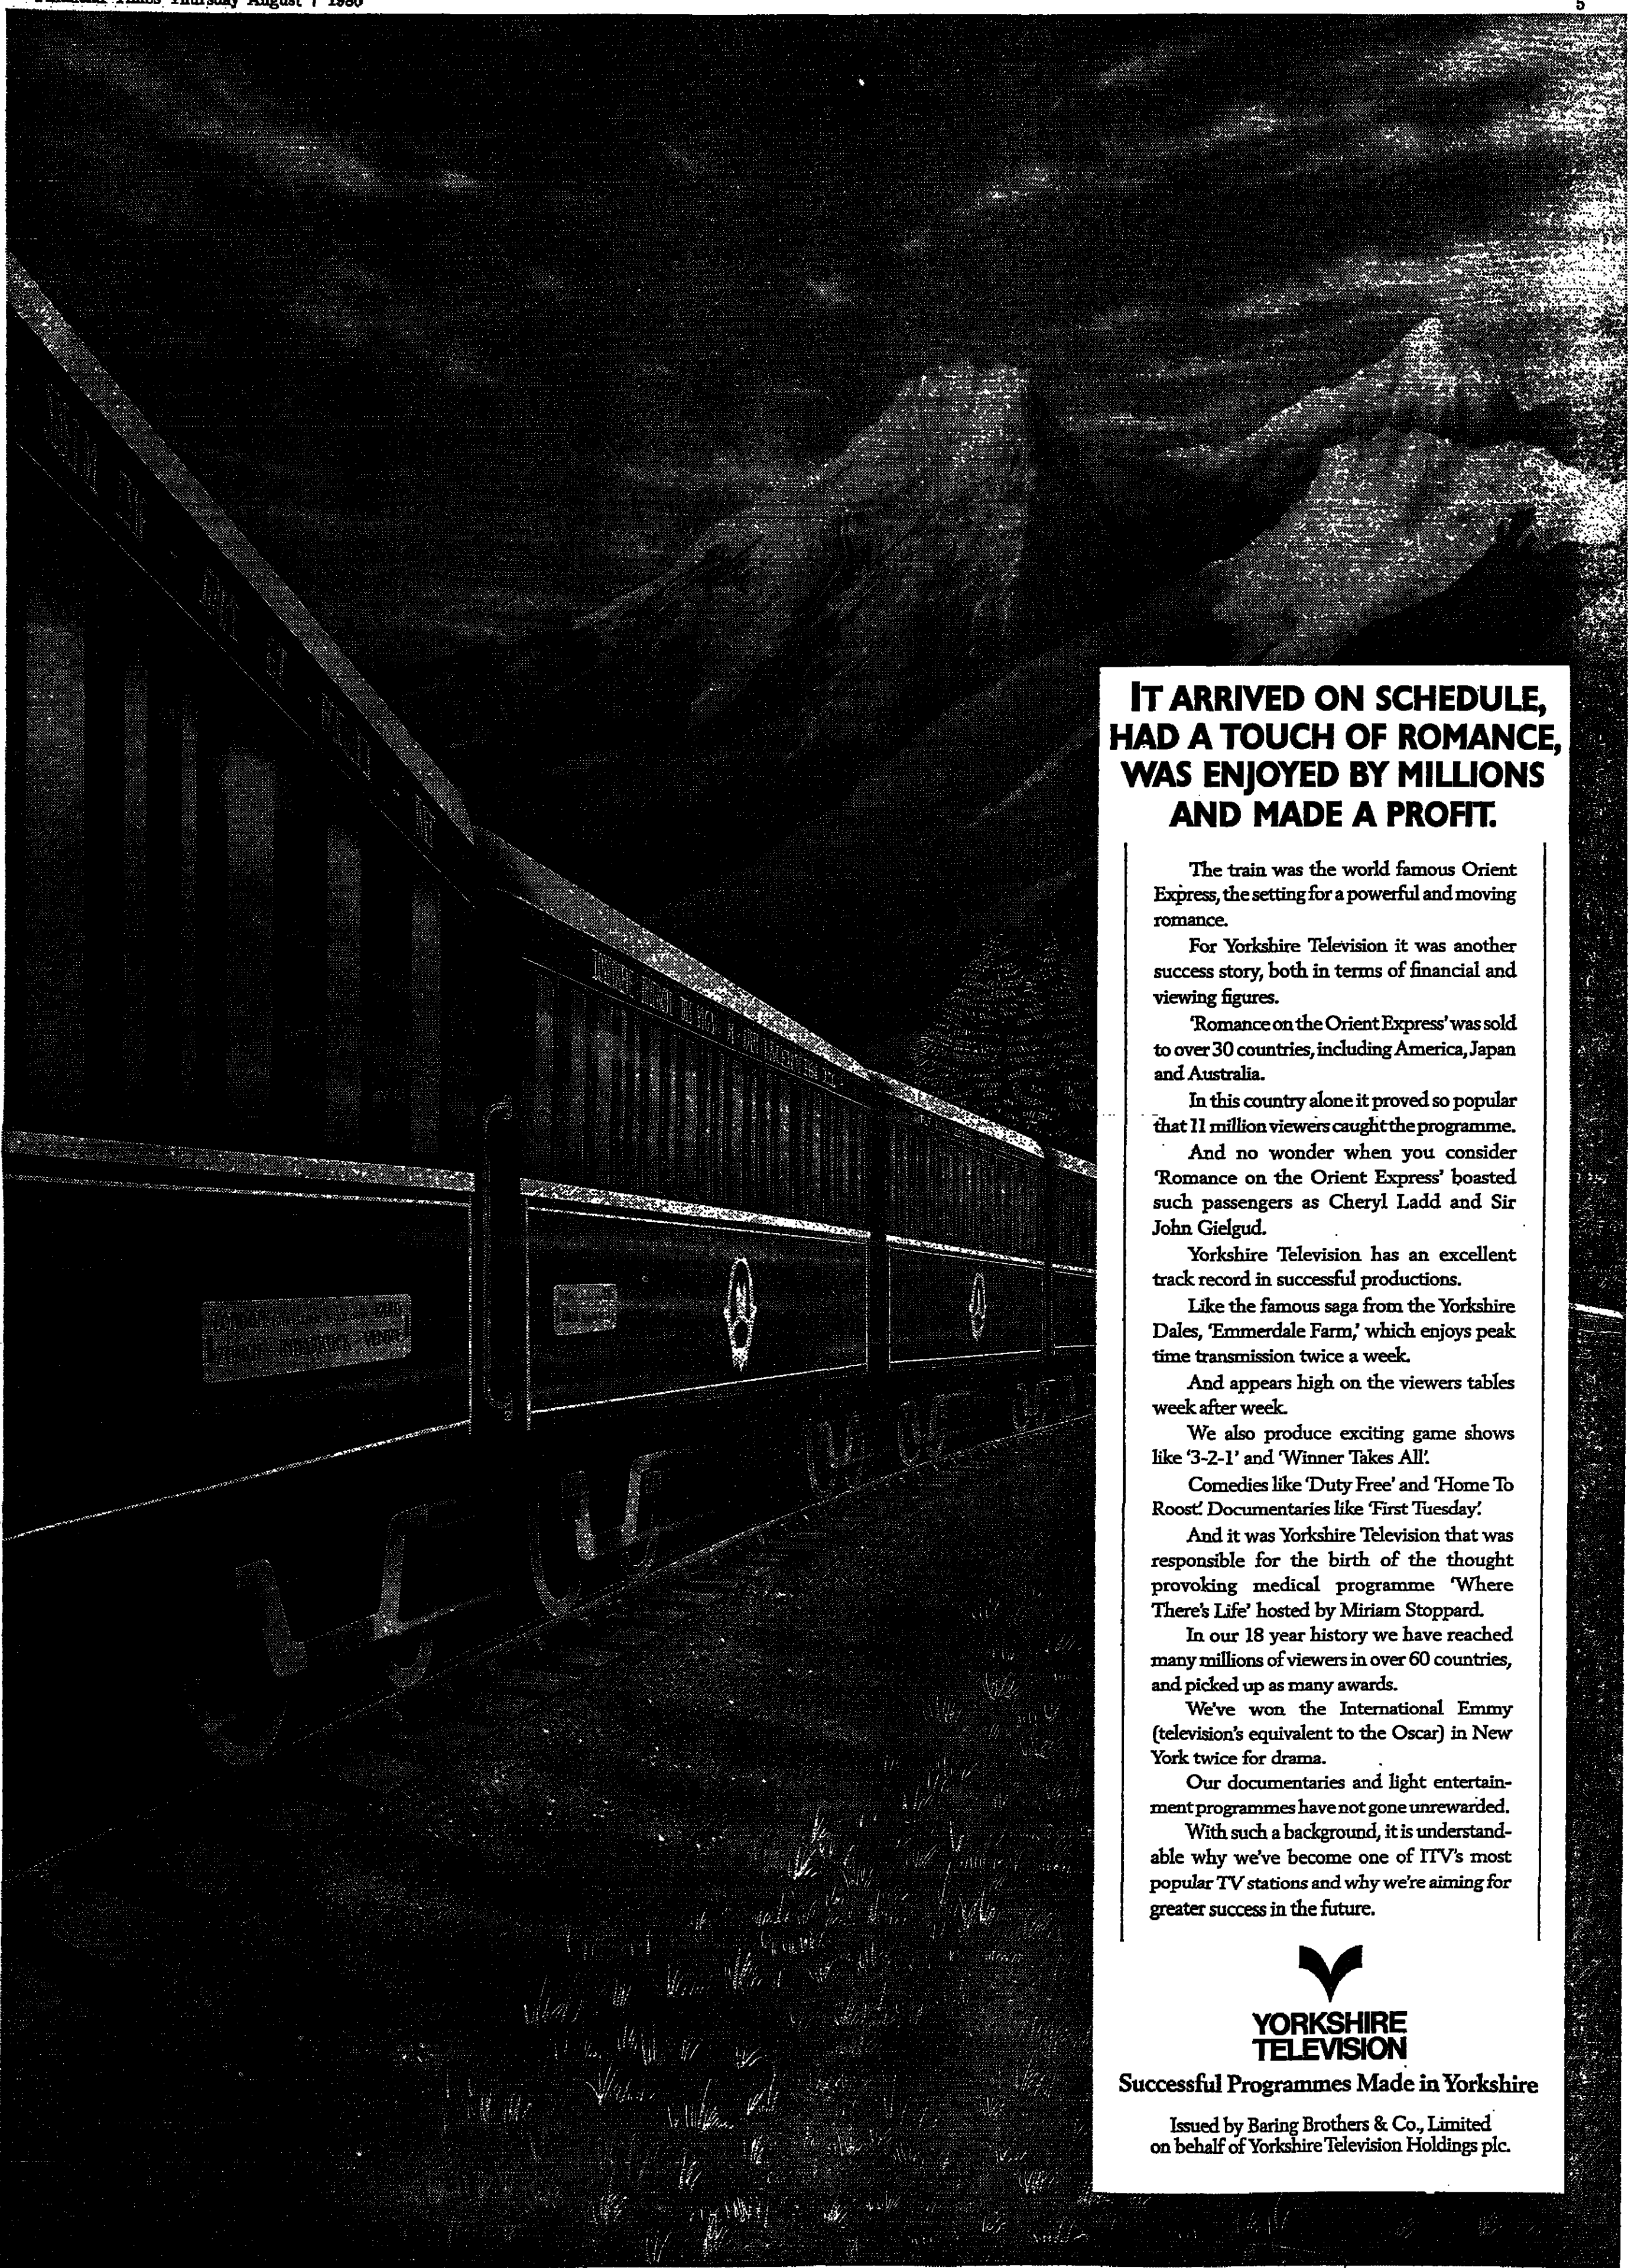 Times Thursday August 7 1986
5
IT ARRIVED ON SCHEDULE,
HAD A TOUCH OF ROMANCE,
WAS ENJOYED BY MILLIONS
AND MADE A PROFIT.
The train was the world famous Orient
Express, the setting for a powerful and moving
romance.
For Yorkshire Television it was another
success story, both in terms of financial and
viewing figures.
'Romance on the Orient Express' was sold
to over 30 countries, including America, Japan
and Australia.
In this country alone it proved so popular
that 11 million viewers caught the programme.
And no wonder when you consider
'Romance on the Orient Express' boasted
such passengers as Cheryl Ladd and Sir
John Gielgud.
Yorkshire Television has an excellent
track record in successful productions.
Like the famous saga from the Yorkshire
Dales, 'Emmerdale Farm,' which enjoys peak
time transmission twice a week.
And appears high on the viewers tables
week after week.
We also produce exciting game shows
like '3-2-1' and 'Winner Takes All'.
Comedies like 'Duty Free' and 'Home To
Roost.' Documentaries like 'First Tuesday.'
And it was Yorkshire Television that was
responsible for the birth of the thought
provoking medical programme 'Where
There's Life' hosted by Miriam Stoppard.
In our 18 year history we have reached
many millions of viewers in over 60 countries,
and picked up as many awards.
We've won the International Emmy
(television's equivalent to the Oscar) in New
York twice for drama.
Our documentaries and light entertain-
ment programmes have not gone unrewarded.
With such a background, it is understand-
able why we've become one of ITV's most
popular TV stations and why we're aiming for
greater success in the future.
YORKSHIRE
TELEVISION
Successful Programmes Made in Yorkshire
Issued by Baring Brothers & Co., Limited
on behalf of Yorkshire Television Holdings plc.